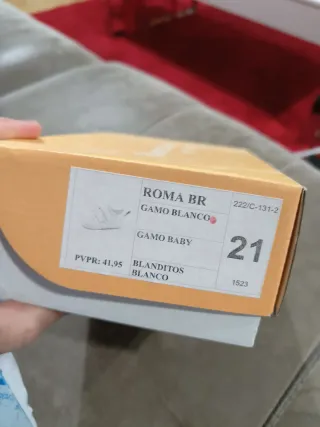 ROMA BR
222/C-131-2
GAMO BLANCO
GAMO BABY
21
PVPR: 41,95
BLANDITOS
BLANCO
1523